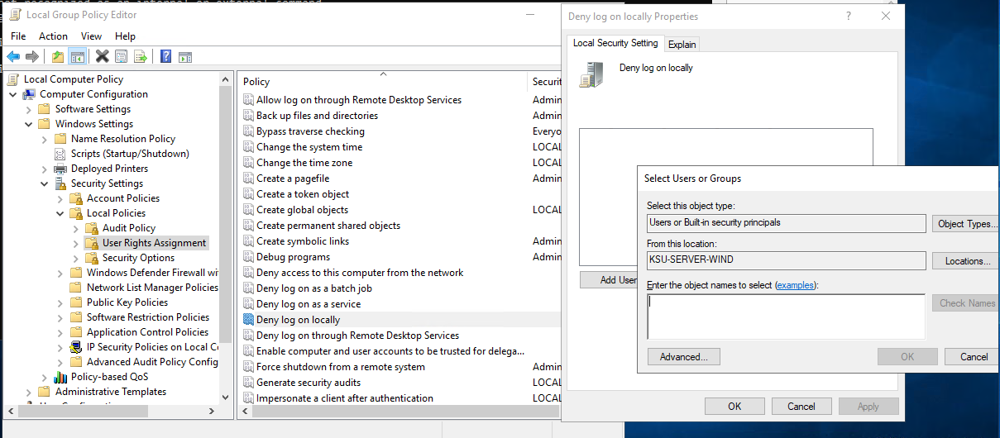 not recognized as an internal or external command
Local Group Policy Editor
File Action View Help
Local Computer Policy
Computer Configuration
Software Settings
Windows Settings
Name Resolution Policy
Scripts (Startup/Shutdown)
Deployed Printers
Security Settings
Account Policies
Local Policies
Audit Policy
User Rights Assignment
Security Options
Windows Defender Firewall wi
Network List Manager Policies
Public Key Policies
Software Restriction Policies
Application Control Policies
IP Security Policies on Local C
Advanced Audit Policy Config
Policy-based QoS
Administrative Templates
Policy Securit
Allow log on through Remote Desktop Services Admin
Back up files and directories Admin
Bypass traverse checking Everyo
Change the system time LOCAL
Change the time zone LOCAL
Create a pagefile Admin
Create a token object
Create global objects LOCAL
Create permanent shared objects
Create symbolic links Admin
Debug programs Admin
Deny access to this computer from the network
Deny log on as a batch job
Deny log on as a service
Deny log on locally
Deny log on through Remote Desktop Services
Enable computer and user accounts to be trusted for delega...
Force shutdown from a remote system Admin
Generate security audits LOCAL
Impersonate a client after authentication LOCAL
Deny log on locally Properties ?
Local Security Setting Explain
Deny log on locally
Add User
OK Cancel Apply
Select Users or Groups
Select this object type:
Users or Built-in security principals Object Types...
From this location:
KSU-SERVER-WIND Locations...
Enter the object names to select (examples):
Check Names
Advanced... OK Cancel